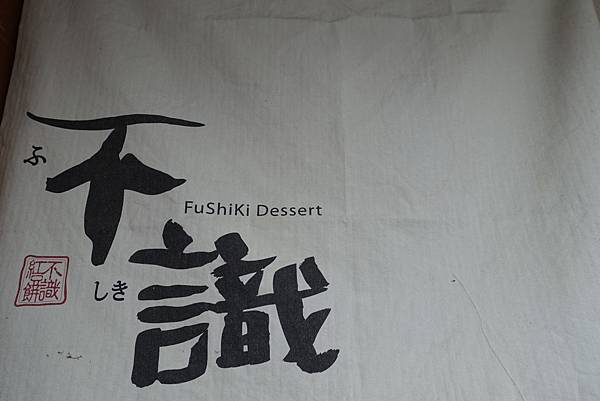 不識
ふ
しき
FuShiKi Dessert
不識
紅餅